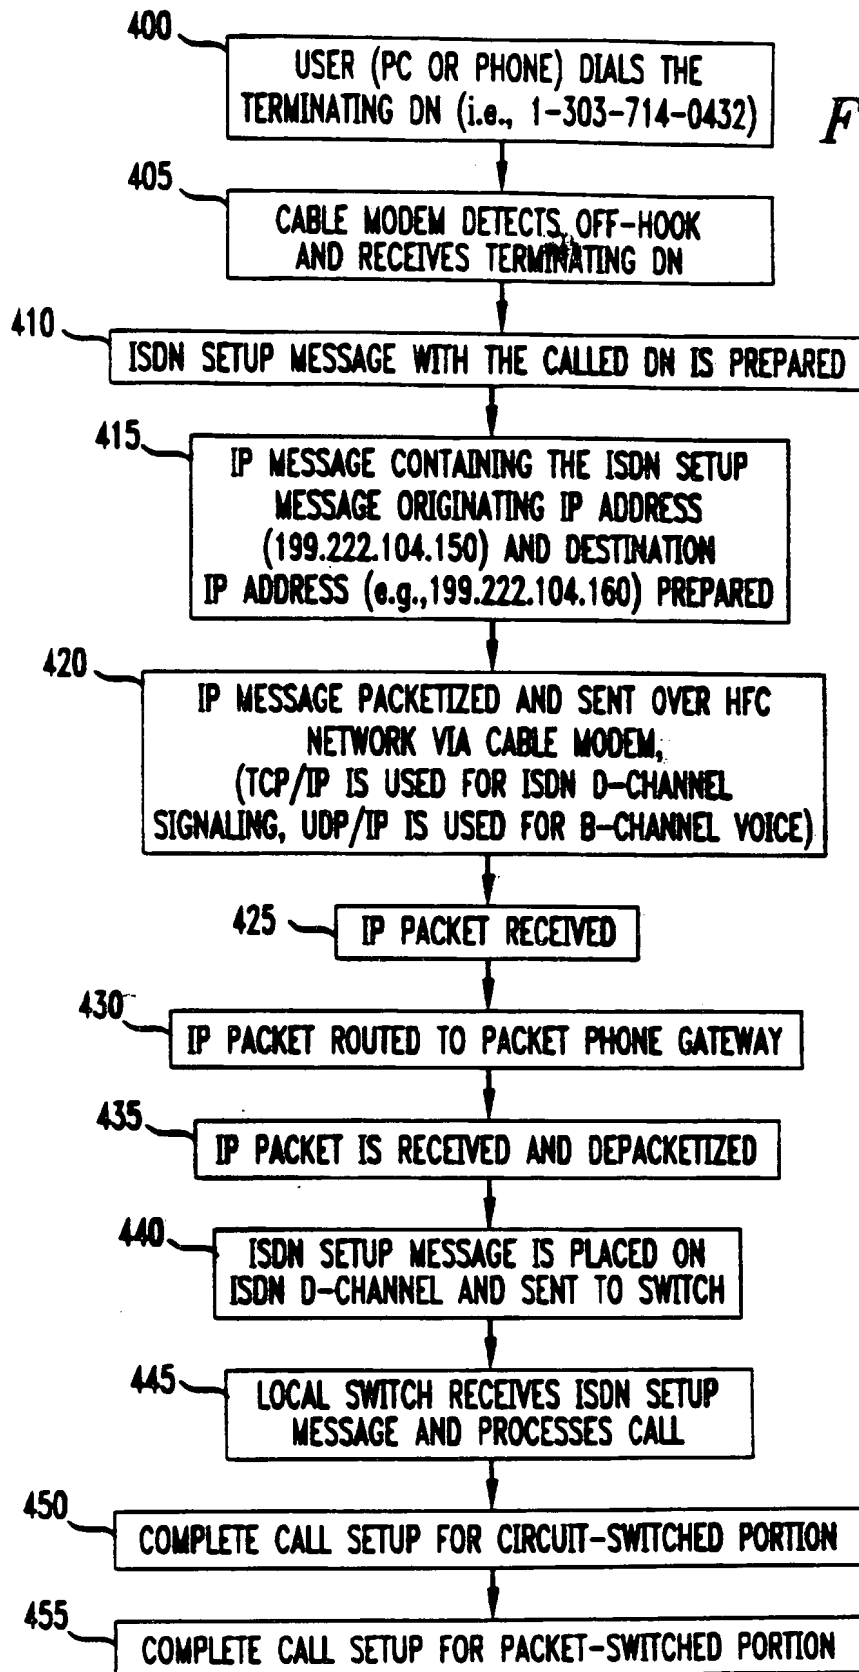 400
USER (PC OR PHONE) DIALS THE
TERMINATING DN (i.e., 1-303-714-0432)
F
405
CABLE MODEM DETECTS OFF-HOOK
AND RECEIVES TERMINATING DN
410
ISDN SETUP MESSAGE WITH THE CALLED DN IS PREPARED
415
IP MESSAGE CONTAINING THE ISDN SETUP
MESSAGE ORIGINATING IP ADDRESS
(199.222.104.150) AND DESTINATION
IP ADDRESS (e.g.,199.222.104.160) PREPARED
420
IP MESSAGE PACKETIZED AND SENT OVER HFC
NETWORK VIA CABLE MODEM,
(TCP/IP IS USED FOR ISDN D-CHANNEL
SIGNALING, UDP/IP IS USED FOR B-CHANNEL VOICE)
425
IP PACKET RECEIVED
430
IP PACKET ROUTED TO PACKET PHONE GATEWAY
435
IP PACKET IS RECEIVED AND DEPACKETIZED
440
ISDN SETUP MESSAGE IS PLACED ON
ISDN D-CHANNEL AND SENT TO SWITCH
445
LOCAL SWITCH RECEIVES ISDN SETUP
MESSAGE AND PROCESSES CALL
450
COMPLETE CALL SETUP FOR CIRCUIT-SWITCHED PORTION
455
COMPLETE CALL SETUP FOR PACKET-SWITCHED PORTION